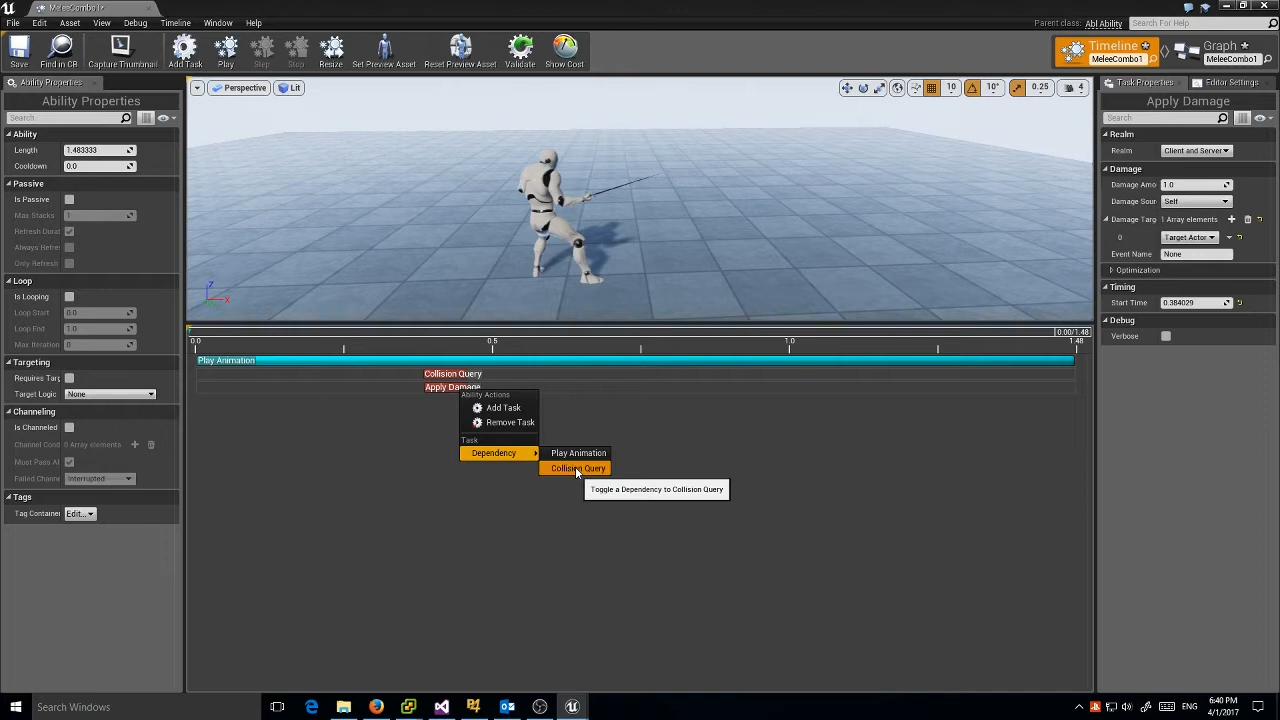 MeleeCombo1*
File Edit Asset View Debug Timeline Window Help
Parent class: Abl Ability
Search For Help
Save Find in CB Capture Thumbnail Add Task Play Step Stop Resize Set Preview Asset Reset Preview Asset Validate Show Cost
Timeline
MeleeCombo1
Graph
MeleeCombo1
Ability Properties
Ability Properties
Search
Ability
Length 1.483333
Cooldown 0.0
Passive
Is Passive
Max Stacks 1
Refresh Durat
Always Refre
Only Refresh
Loop
Is Looping
Loop Start 0.0
Loop End 1.0
Max Iteration 0
Targeting
Requires Targ
Target Logic None
Channeling
Is Channeled
Channel Cond 0 Array elements
Must Pass Al
Failed Channe Interrupted
Tags
Tag Container Edit...
Perspective Lit
10 10° 0.25 4
Z
X
0.00/1.48
0.0 0.5 1.0 1.48
Play Animation
Collision Query
Apply Damage
Ability Actions
Add Task
Remove Task
Task
Dependency
Play Animation
Collision Query
Toggle a Dependency to Collision Query
Task Properties Editor Settings
Apply Damage
Search
Realm
Realm Client and Server
Damage
Damage Amo 1.0
Damage Sour Self
Damage Targ 1 Array elements
0 Target Actor
Event Name None
Optimization
Timing
Start Time 0.384029
Debug
Verbose
Search Windows
ENG
6:40 PM
4/1/2017